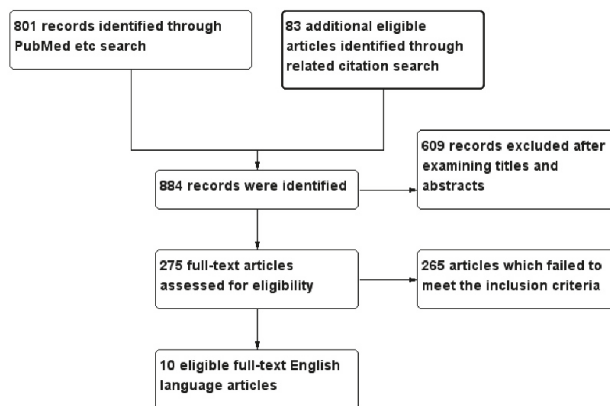 801 records identified through
PubMed etc search
83 additional eligible
articles identified through
related citation search
609 records excluded after
examining titles and
abstracts
884 records were identified
275 full-text articles
assessed for eligibility
265 articles which failed to
meet the inclusion criteria
10 eligible full-text English
language articles